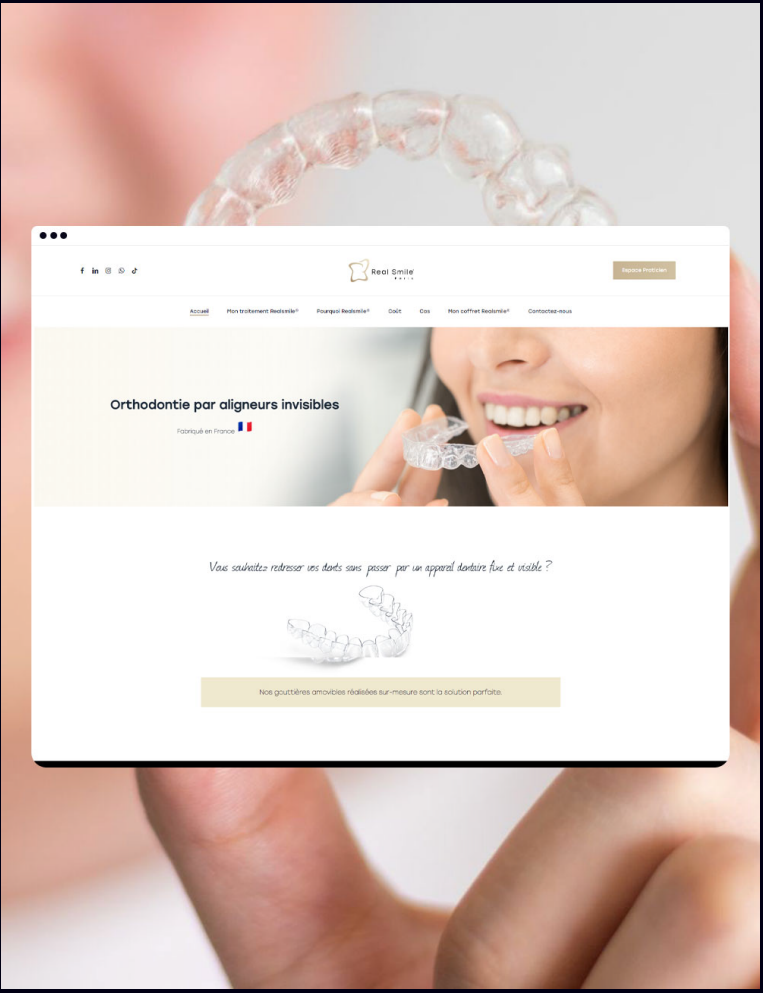 Real Smile
PARIS
Espace Praticien
Accueil Mon traitement Realsmile® Pourquoi Realsmile® Coût Cas Mon coffret Realsmile® Contactez-nous
Orthodontie par aligneurs invisibles
Fabriqué en France
Vous souhaitez redresser vos dents sans passer par un appareil dentaire fixe et visible ?
Nos gouttières amovibles réalisées sur-mesure sont la solution parfaite.